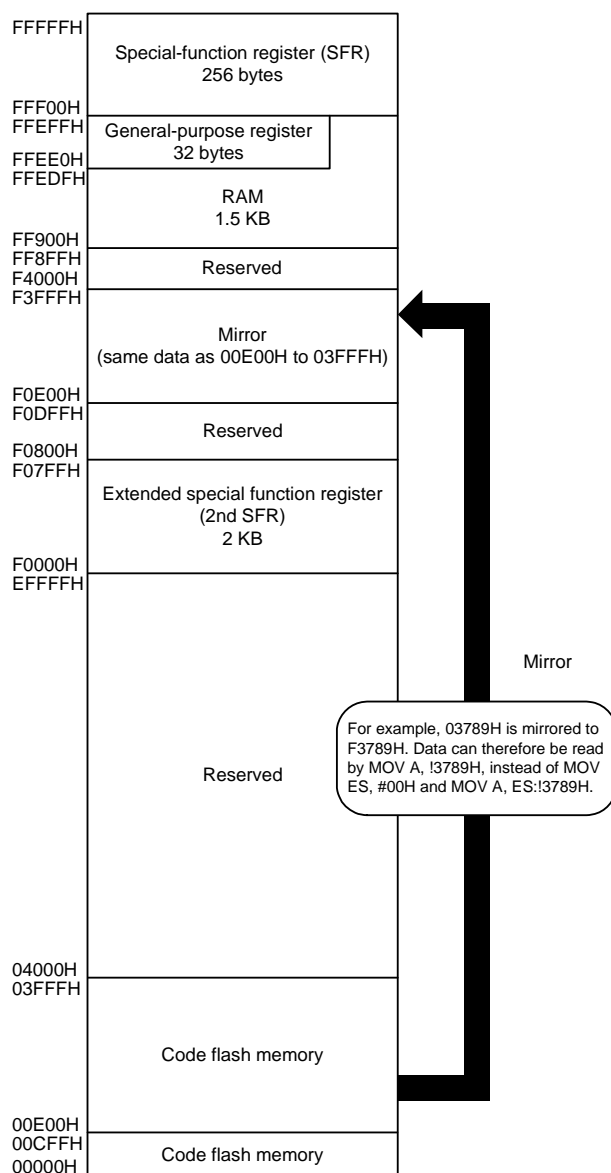 FFFFFH
Special-function register (SFR)
256 bytes
FFF00H
FFEFFH
General-purpose register
32 bytes
FFEE0H
FFEDFH
RAM
1.5 KB
FF900H
FF8FFH
Reserved
F4000H
F3FFFH
Mirror
(same data as 00E00H to 03FFFH)
F0E00H
F0DFFH
Reserved
F0800H
F07FFH
Extended special function register
(2nd SFR)
2 KB
F0000H
EFFFFH
Mirror
For example, 03789H is mirrored to
F3789H. Data can therefore be read
by MOV A, !3789H, instead of MOV
ES, #00H and MOV A, ES:!3789H.
Reserved
04000H
03FFFH
Code flash memory
00E00H
00CFFH
Code flash memory
00000H